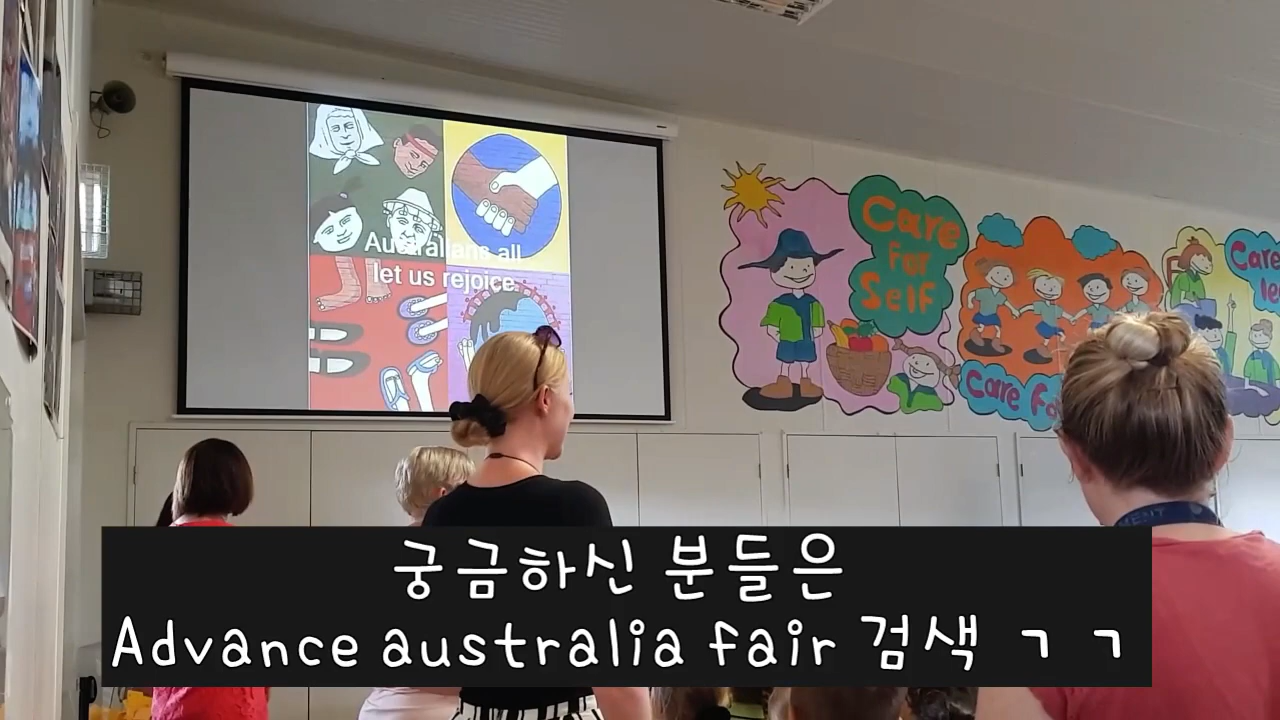 Australians all
let us rejoice
Care
For
Self
Care
Care
궁금하신 분들은
Advance australia fair 검색 ㄱㄱ